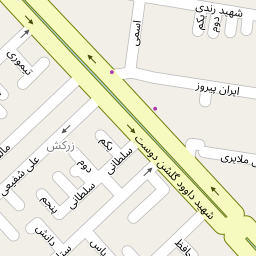 شهید رندی
یکم
دوم
اسمی
تیموری
ایران پیروز
زرکش
یکم
سلطانی
دوم
سلطانی
علی شفیعی
پنجم
دانش
شهید داوود گلشن دوست
ملایری
حافظ
یاس